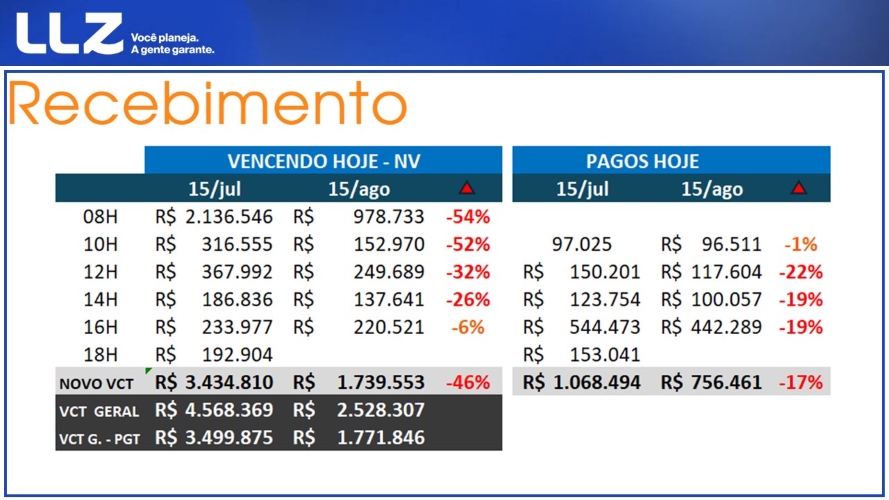 LLZ
Você planeja.
A gente garante.
Recebimento
VENCENDO HOJE - NV PAGOS HOJE
15/jul 15/ago 15/jul 15/ago
08H R$ 2.136.546 R$ 978.733 -54%
10H R$ 316.555 R$ 152.970 -52% 97.025 R$ 96.511 -1%
12H R$ 367.992 R$ 249.689 -32% R$ 150.201 R$ 117.604 -22%
14H R$ 186.836 R$ 137.641 -26% R$ 123.754 R$ 100.057 -19%
16H R$ 233.977 R$ 220.521 -6% R$ 544.473 R$ 442.289 -19%
18H R$ 192.904 R$ 153.041
NOVO VCT R$ 3.434.810 R$ 1.739.553 -46% R$ 1.068.494 R$ 756.461 -17%
VCT GERAL R$ 4.568.369 R$ 2.528.307
VCT G. - PGT R$ 3.499.875 R$ 1.771.846